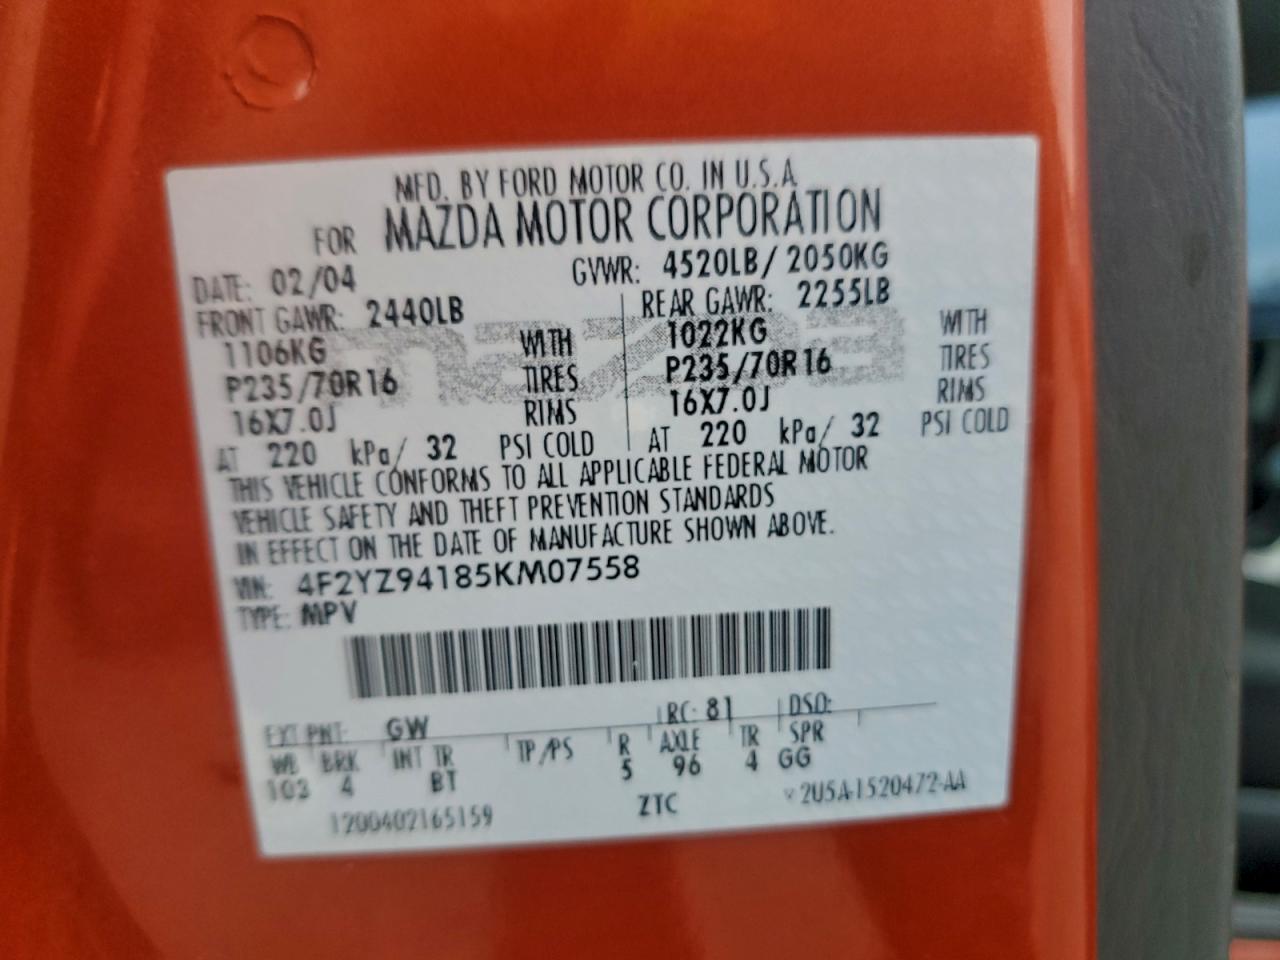 MFD. BY FORD MOTOR CO. IN U.S.A.
FOR MAZDA MOTOR CORPORATION
DATE: 02/04 GVWR: 4520LB/ 2050KG
FRONT GAWR: 2440LB REAR GAWR: 2255LB
1106KG WITH 1022KG WITH
P235/70R16 TIRES P235/70R16 TIRES
16X7.0J RIMS 16X7.0J RIMS
AT 220 kPa/ 32 PSI COLD AT 220 kPa/ 32 PSI COLD
mazda
THIS VEHICLE CONFORMS TO ALL APPLICABLE FEDERAL MOTOR
VEHICLE SAFETY AND THEFT PREVENTION STANDARDS
IN EFFECT ON THE DATE OF MANUFACTURE SHOWN ABOVE.
VIN: 4F2YZ94185KM07558
TYPE: MPV
EXT PNT: GW RC: 81 DSO:
WB BRK INT TR TP/PS R AXLE TR SPR
103 4 BT 5 96 4 GG
1200402165159 ZTC 2U5A-1520472-AA